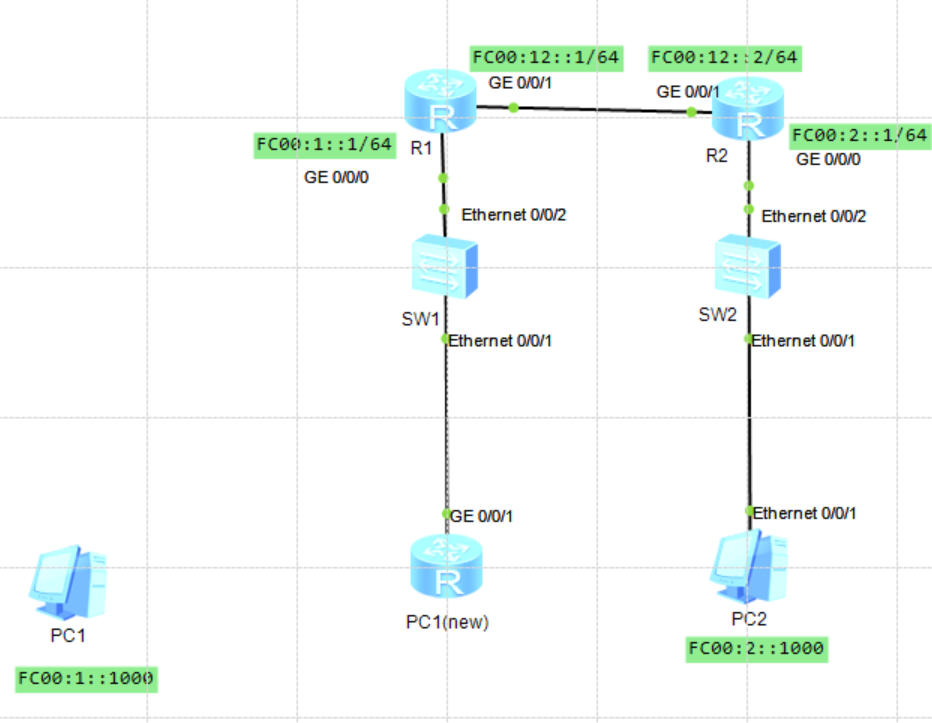 FC00:12::1/64
FC00:12::2/64
GE 0/0/1
GE 0/0/1
R
R
FC00:1::1/64
R1
R2
FC00:2::1/64
GE 0/0/0
GE 0/0/0
Ethernet 0/0/2
Ethernet 0/0/2
SW1
SW2
Ethernet 0/0/1
Ethernet 0/0/1
GE 0/0/1
Ethernet 0/0/1
R
PC1
PC1(new)
PC2
FC00:1::1000
FC00:2::1000